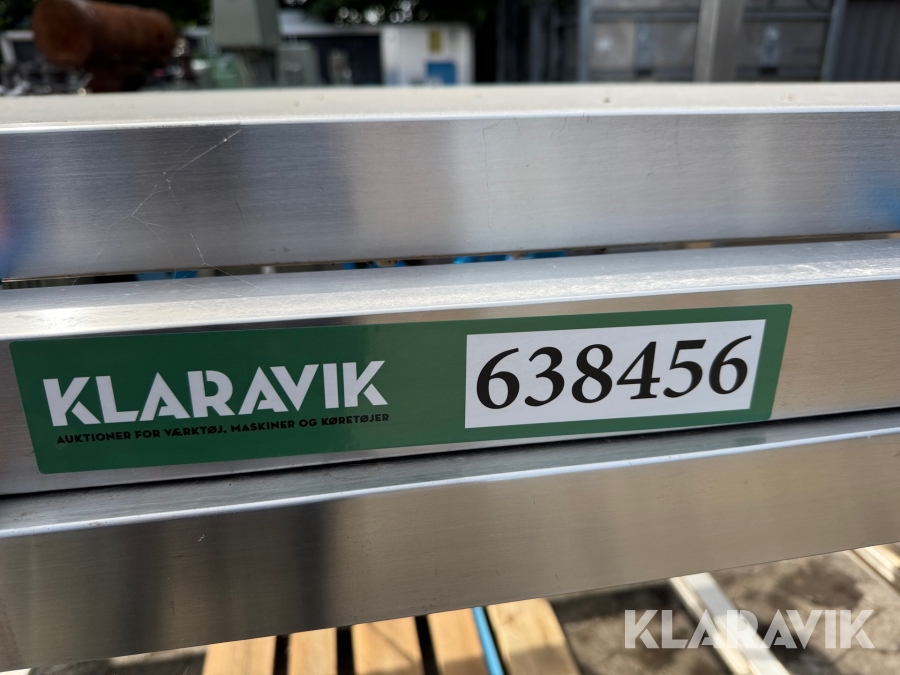 KLARAVIK
AUKTIONER FOR VÆRKTØJ, MASKINER OG KØRETØJER
638456
KLARAVIK